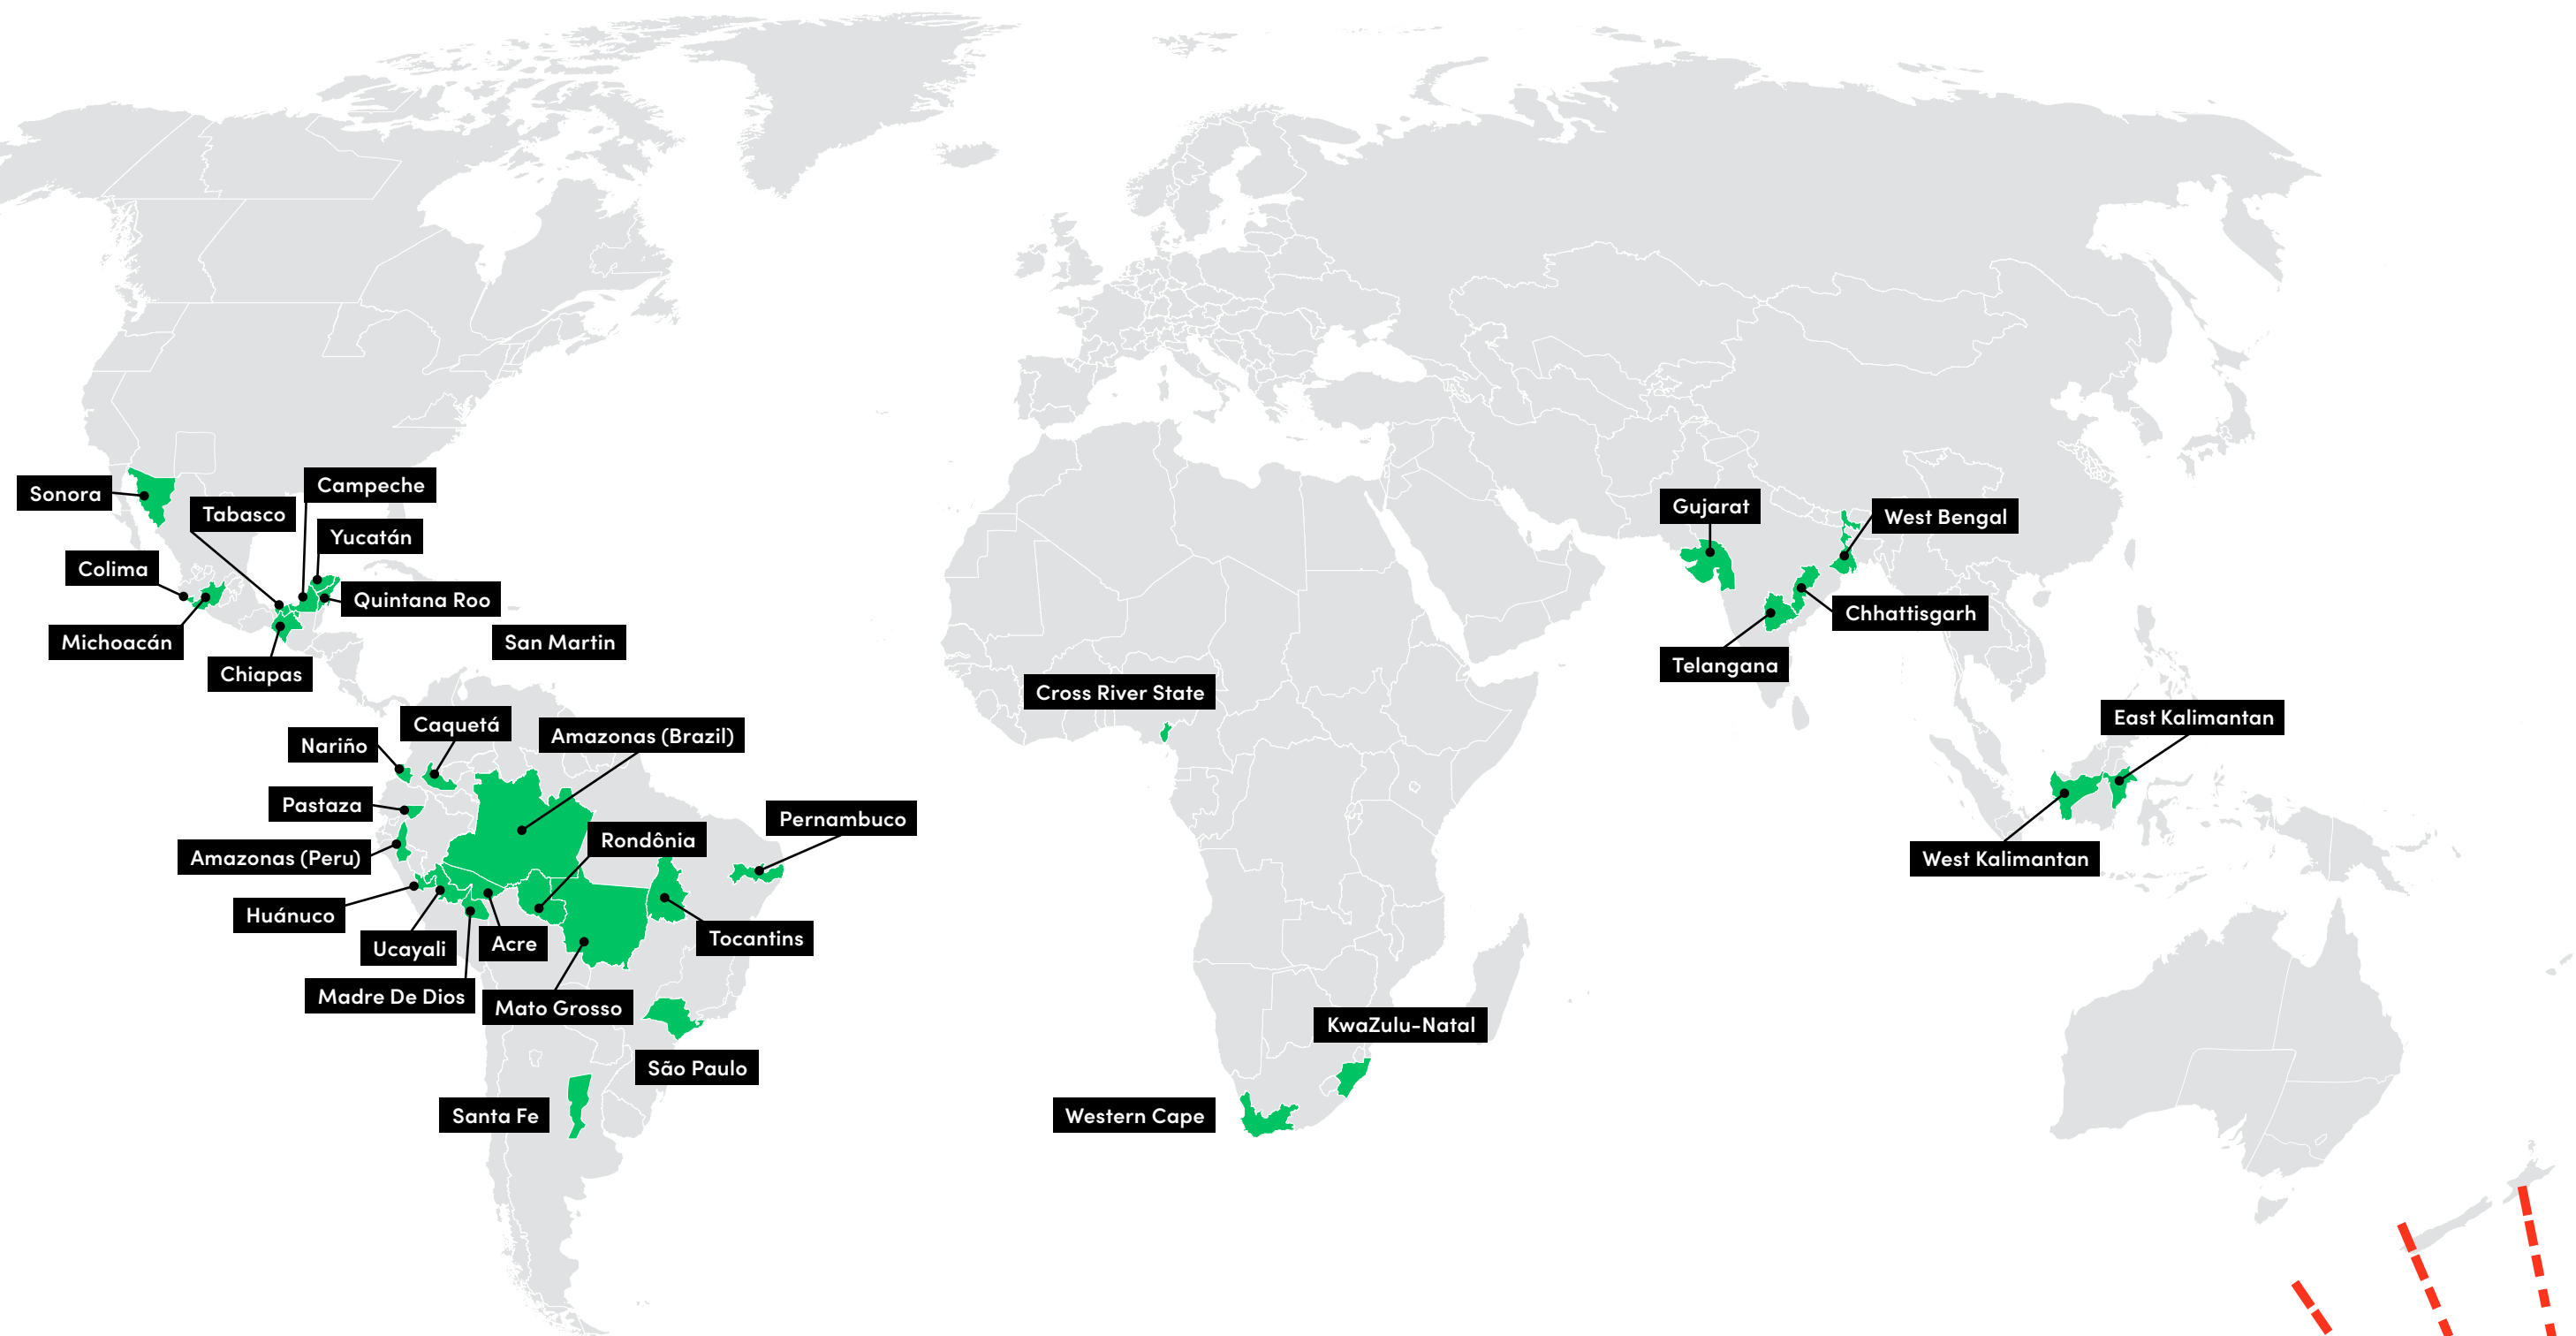 Sonora
Campeche
Tabasco
Yucatán
Colima
Quintana Roo
Michoacán
San Martin
Chiapas
Caquetá
Nariño
Amazonas (Brazil)
Pastaza
Pernambuco
Rondônia
Amazonas (Peru)
Huánuco
Ucayali
Acre
Tocantins
Madre De Dios
Mato Grosso
São Paulo
Santa Fe
Cross River State
KwaZulu-Natal
Western Cape
Gujarat
West Bengal
Chhattisgarh
Telangana
East Kalimantan
West Kalimantan